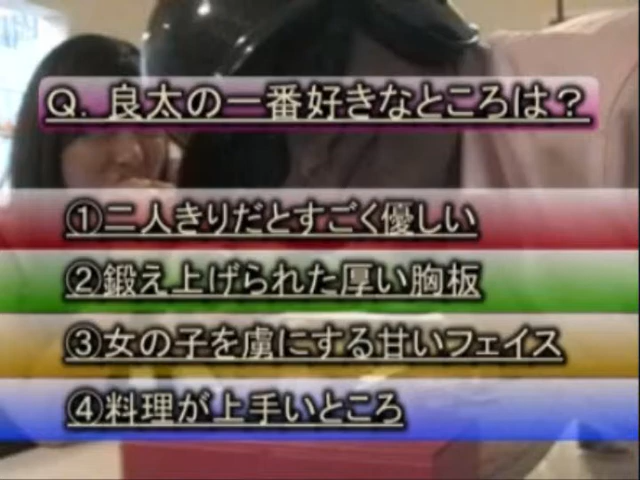 Q. 良太の一番好きなところは？
①二人きりだとすごく優しい
②鍛え上げられた厚い胸板
③女の子を虜にする甘いフェイス
④料理が上手いところ